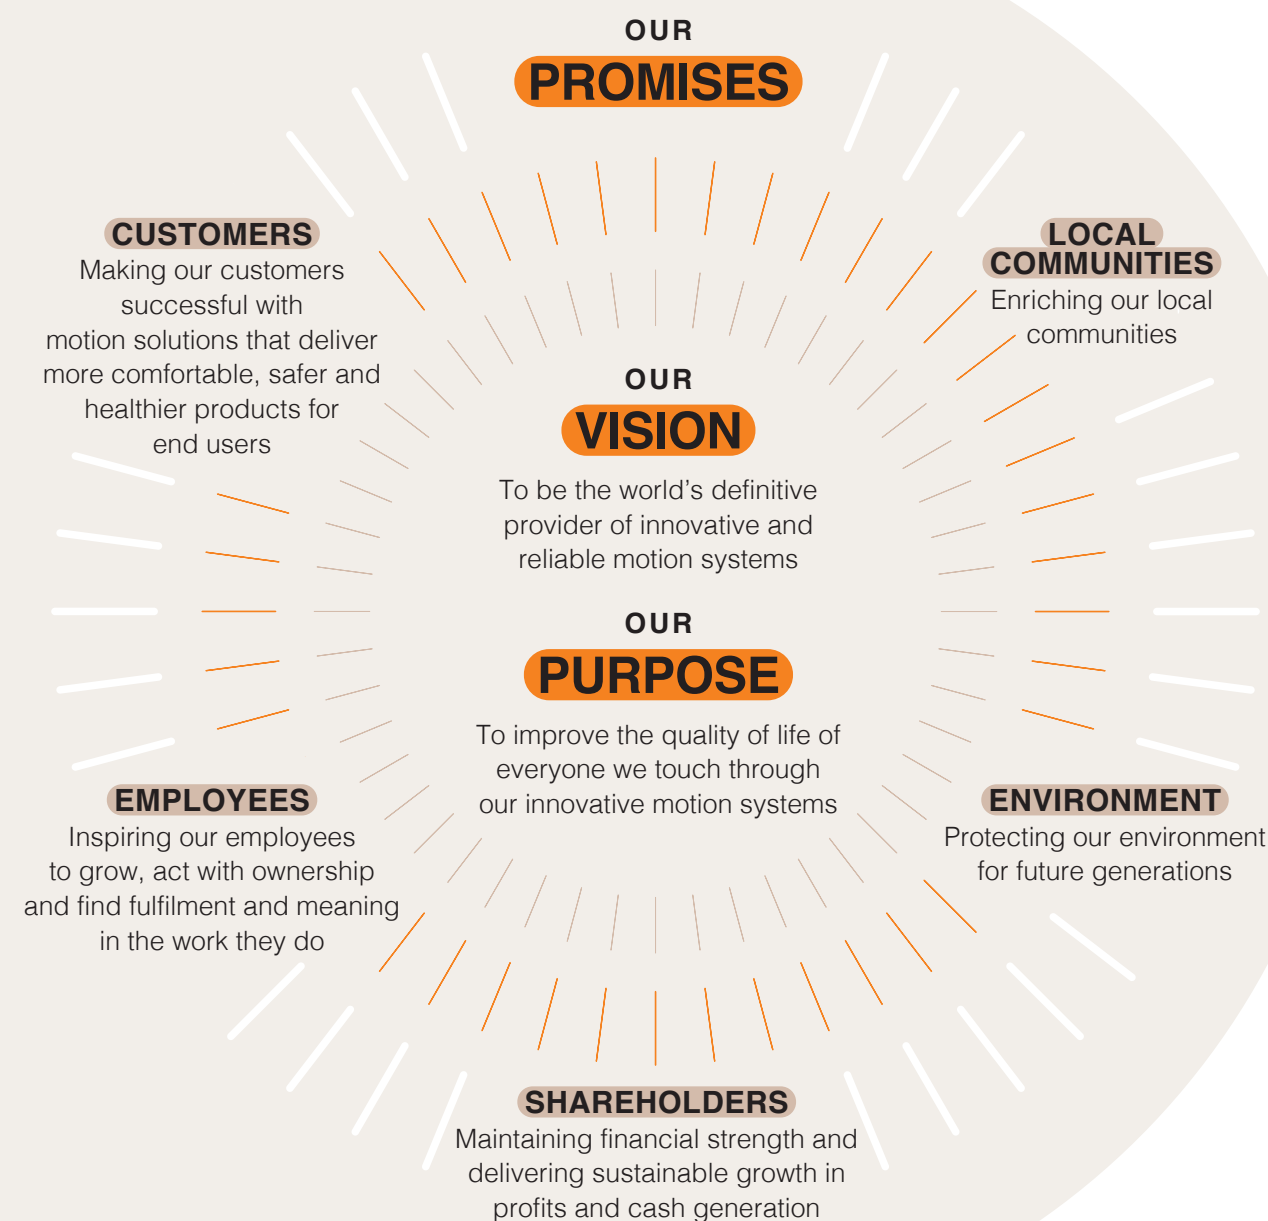 OUR
PROMISES
CUSTOMERS
Making our customers
successful with
motion solutions that deliver
more comfortable, safer and
healthier products for
end users
LOCAL
COMMUNITIES
Enriching our local
communities
OUR
VISION
To be the world's definitive
provider of innovative and
reliable motion systems
OUR
PURPOSE
To improve the quality of life of
everyone we touch through
our innovative motion systems
EMPLOYEES
Inspiring our employees
to grow, act with ownership
and find fulfilment and meaning
in the work they do
ENVIRONMENT
Protecting our environment
for future generations
SHAREHOLDERS
Maintaining financial strength and
delivering sustainable growth in
profits and cash generation